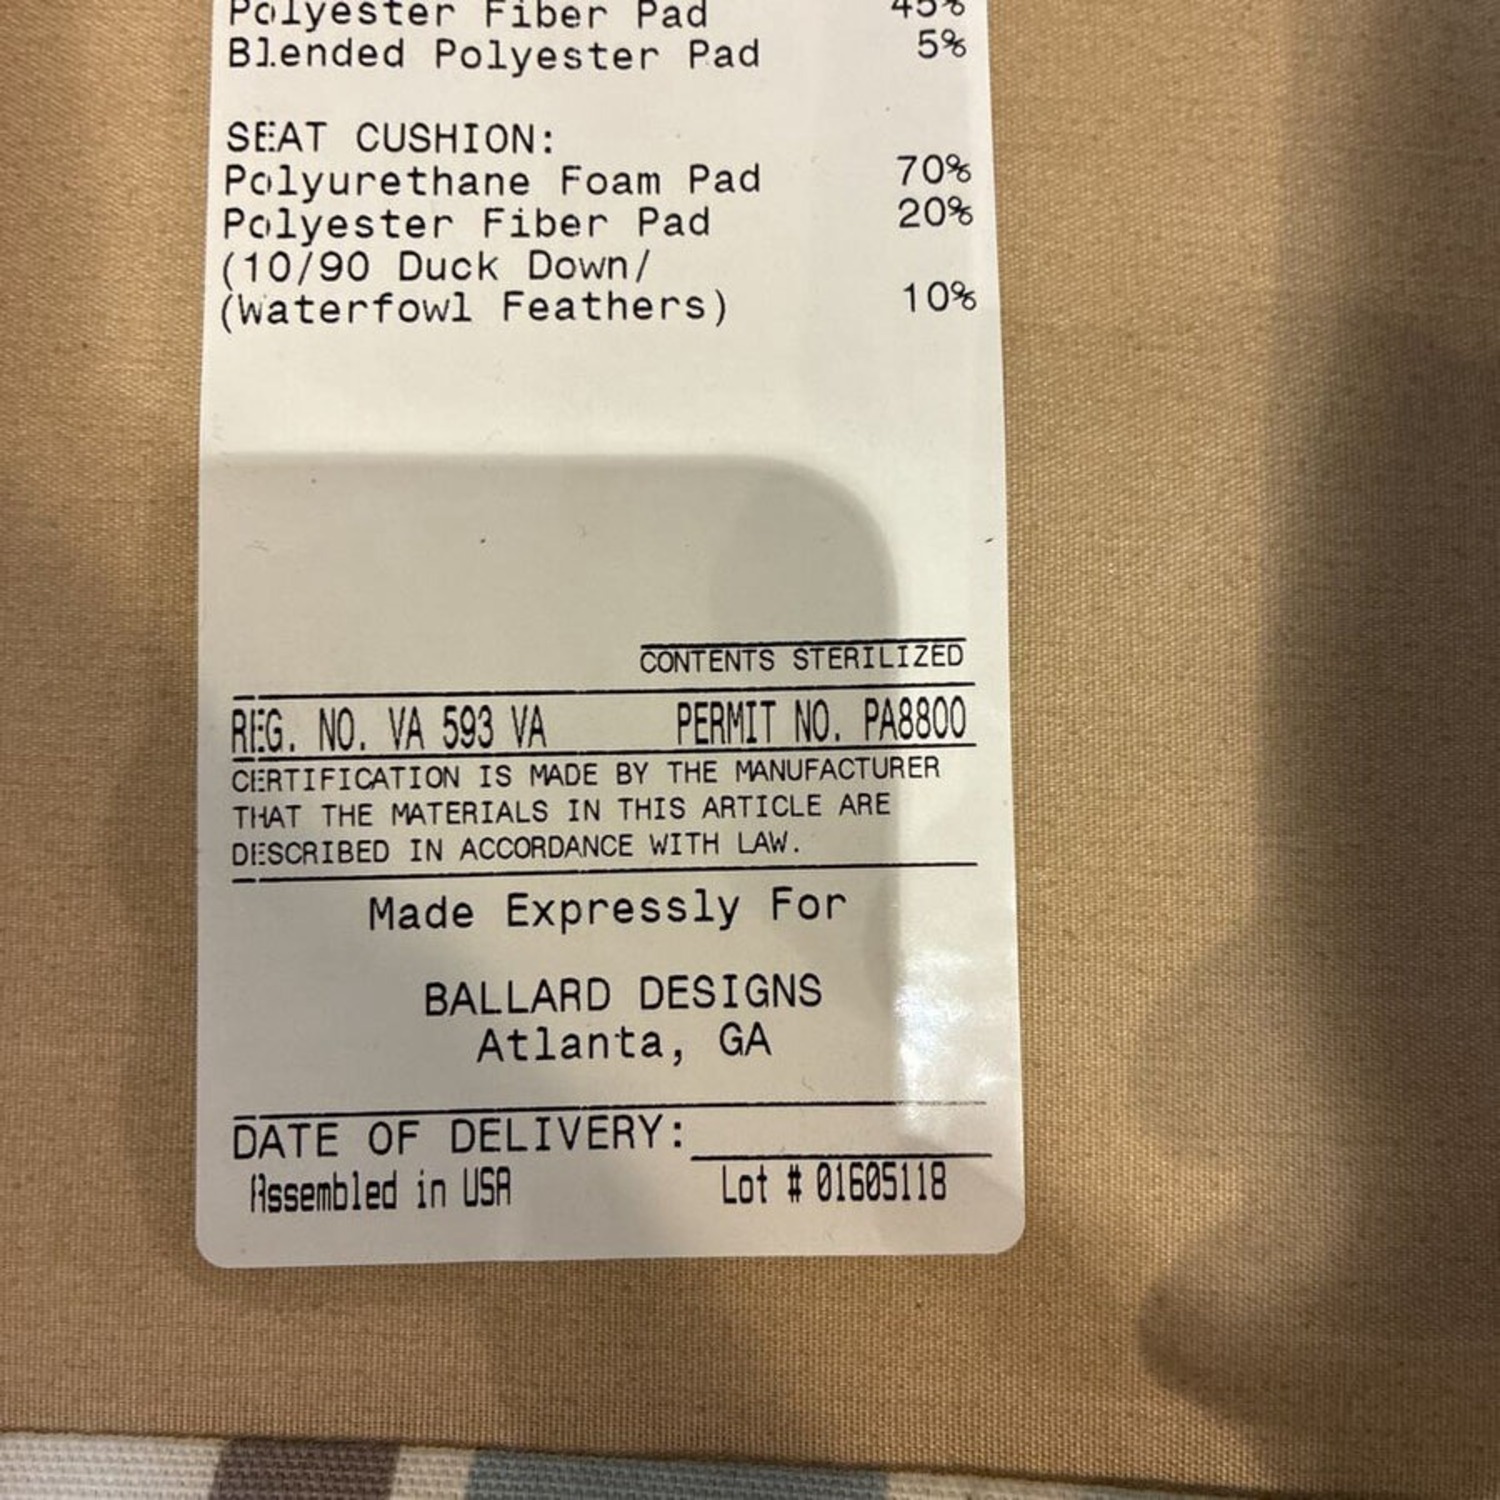 Polyester Fiber Pad 45%
Blended Polyester Pad 5%
SEAT CUSHION:
Polyurethane Foam Pad 70%
Polyester Fiber Pad 20%
(10/90 Duck Down/
(Waterfowl Feathers) 10%
CONTENTS STERILIZED
REG. NO. VA 593 VA PERMIT NO. PA8800
CERTIFICATION IS MADE BY THE MANUFACTURER
THAT THE MATERIALS IN THIS ARTICLE ARE
DESCRIBED IN ACCORDANCE WITH LAW.
Made Expressly For
BALLARD DESIGNS
Atlanta, GA
DATE OF DELIVERY:
Assembled in USA Lot # 01605118